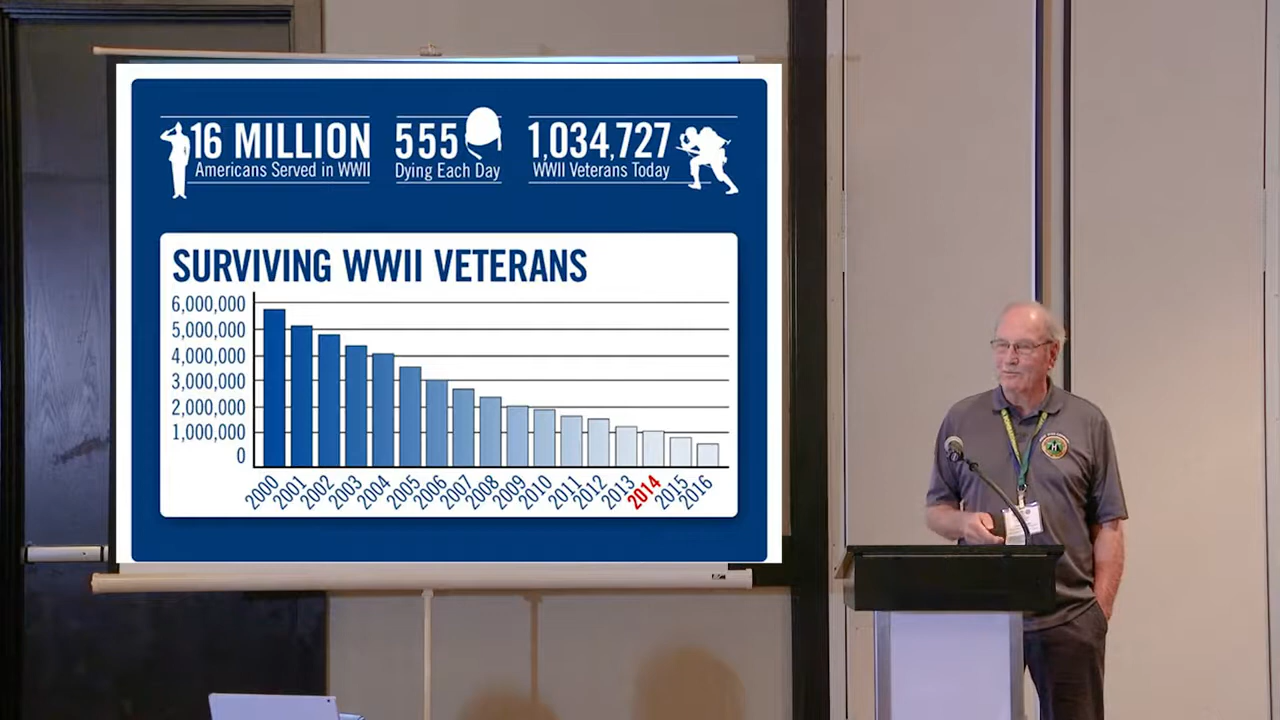 16 MILLION
Americans Served in WWII
555
Dying Each Day
1,034,727
WWII Veterans Today
SURVIVING WWII VETERANS
6,000,000
5,000,000
4,000,000
3,000,000
2,000,000
1,000,000
0
2000 2001 2002 2003 2004 2005 2006 2007 2008 2009 2010 2011 2012 2013 2014 2015 2016